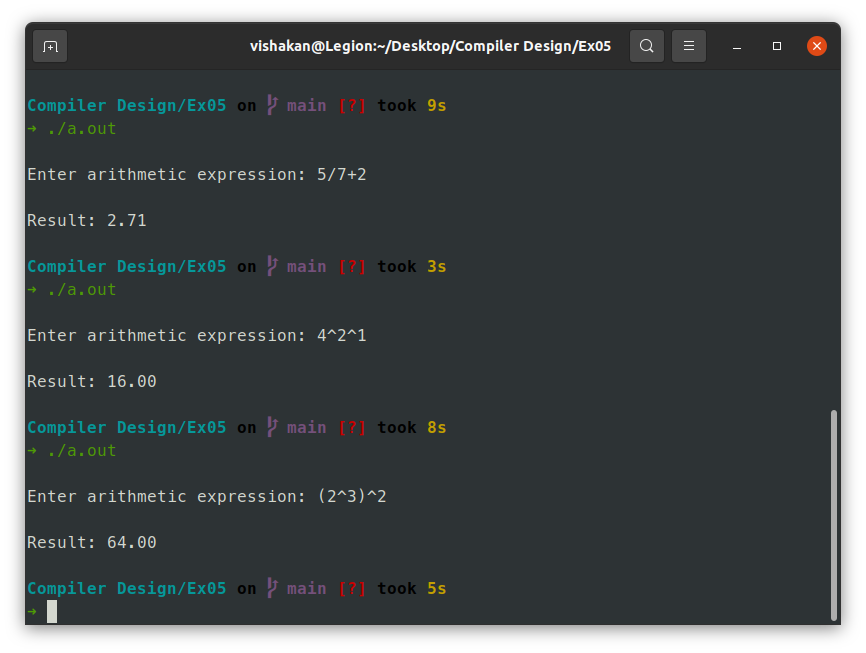 vishakan@Legion:~/Desktop/Compiler Design/Ex05
Compiler Design/Ex05 on main [?] took 9s
→ ./a.out
Enter arithmetic expression: 5/7+2
Result: 2.71
Compiler Design/Ex05 on main [?] took 3s
→ ./a.out
Enter arithmetic expression: 4^2^1
Result: 16.00
Compiler Design/Ex05 on main [?] took 8s
→ ./a.out
Enter arithmetic expression: (2^3)^2
Result: 64.00
Compiler Design/Ex05 on main [?] took 5s
→